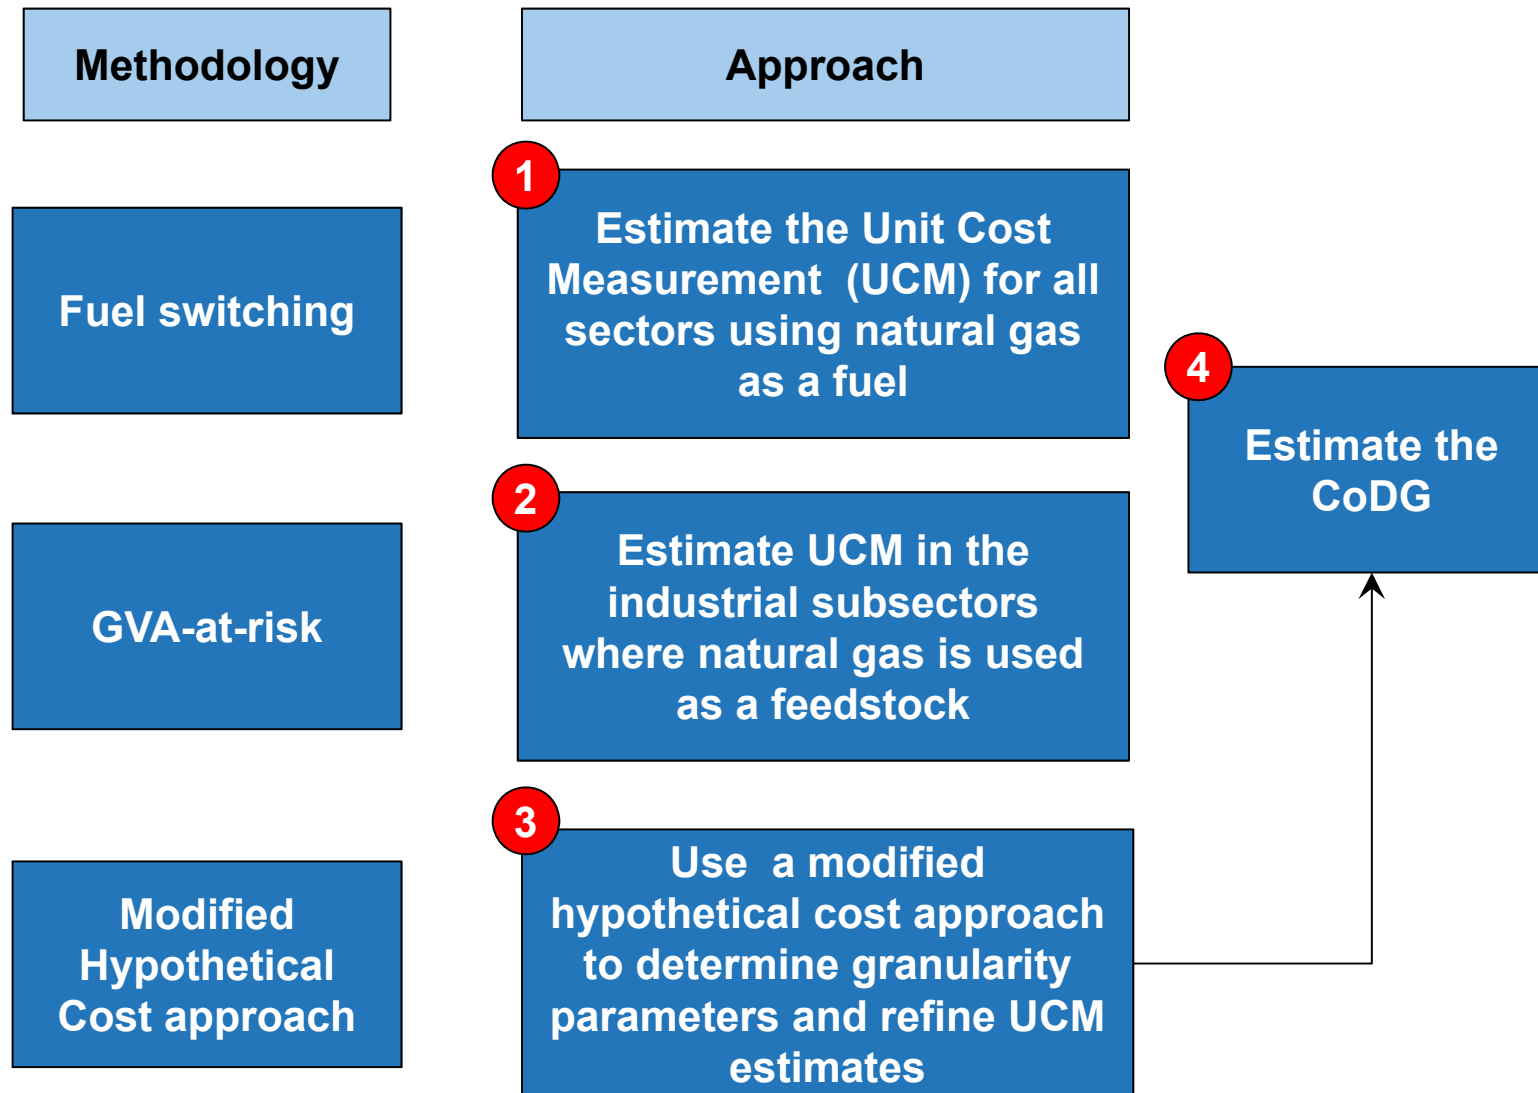 Methodology
Approach
1
Fuel switching
Estimate the Unit Cost
Measurement  (UCM) for all
sectors using natural gas
as a fuel
2
GVA-at-risk
Estimate UCM in the
industrial subsectors
where natural gas is used
as a feedstock
3
Modified
Hypothetical
Cost approach
Use  a modified
hypothetical cost approach
to determine granularity
parameters and refine UCM
estimates
4
Estimate the
CoDG